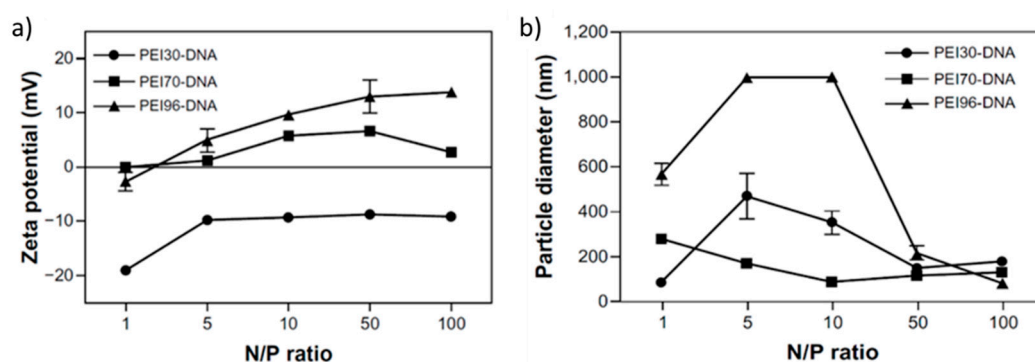 a)
Zeta potential (mV)
20
10
0
−10
−20
PEI30-DNA
PEI70-DNA
PEI96-DNA
1 5 10 50 100
N/P ratio
b)
Particle diameter (nm)
1,000
800
600
400
200
0
PEI30-DNA
PEI70-DNA
PEI96-DNA
1 5 10 50 100
N/P ratio